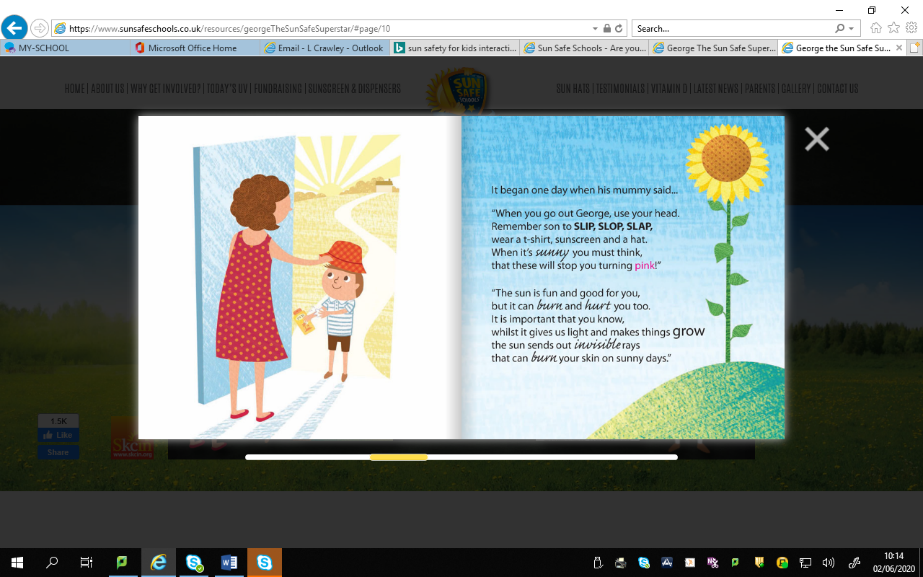 https://www.sunsafeschools.co.uk/resources/georgeTheSunSafeSuperstar/#page/10
Search...
MY-SCHOOL
Microsoft Office Home
Email - L Crawley - Outlook
sun safety for kids interacti...
Sun Safe Schools - Are you...
George The Sun Safe Super...
George the Sun Safe Su...
HOME | ABOUT US | WHY GET INVOLVED? | TODAY'S UV | FUNDRAISING | SUNSCREEN & DISPENSERS
SUN SAFE
SUN HATS | TESTIMONIALS | VITAMIN D | LATEST NEWS | PARENTS | GALLERY | CONTACT US
It began one day when his mummy said...
“When you go out George, use your head.
Remember son to SLIP, SLOP, SLAP,
wear a t-shirt, sunscreen and a hat.
When it's sunny you must think,
that these will stop you turning pink!”
“The sun is fun and good for you,
but it can burn and hurt you too.
It is important that you know,
whilst it gives us light and makes things grow
the sun sends out invisible rays
that can burn your skin on sunny days.”
1.5K
Like
Share
Skcin
www.skcin.org
10:14
02/06/2020